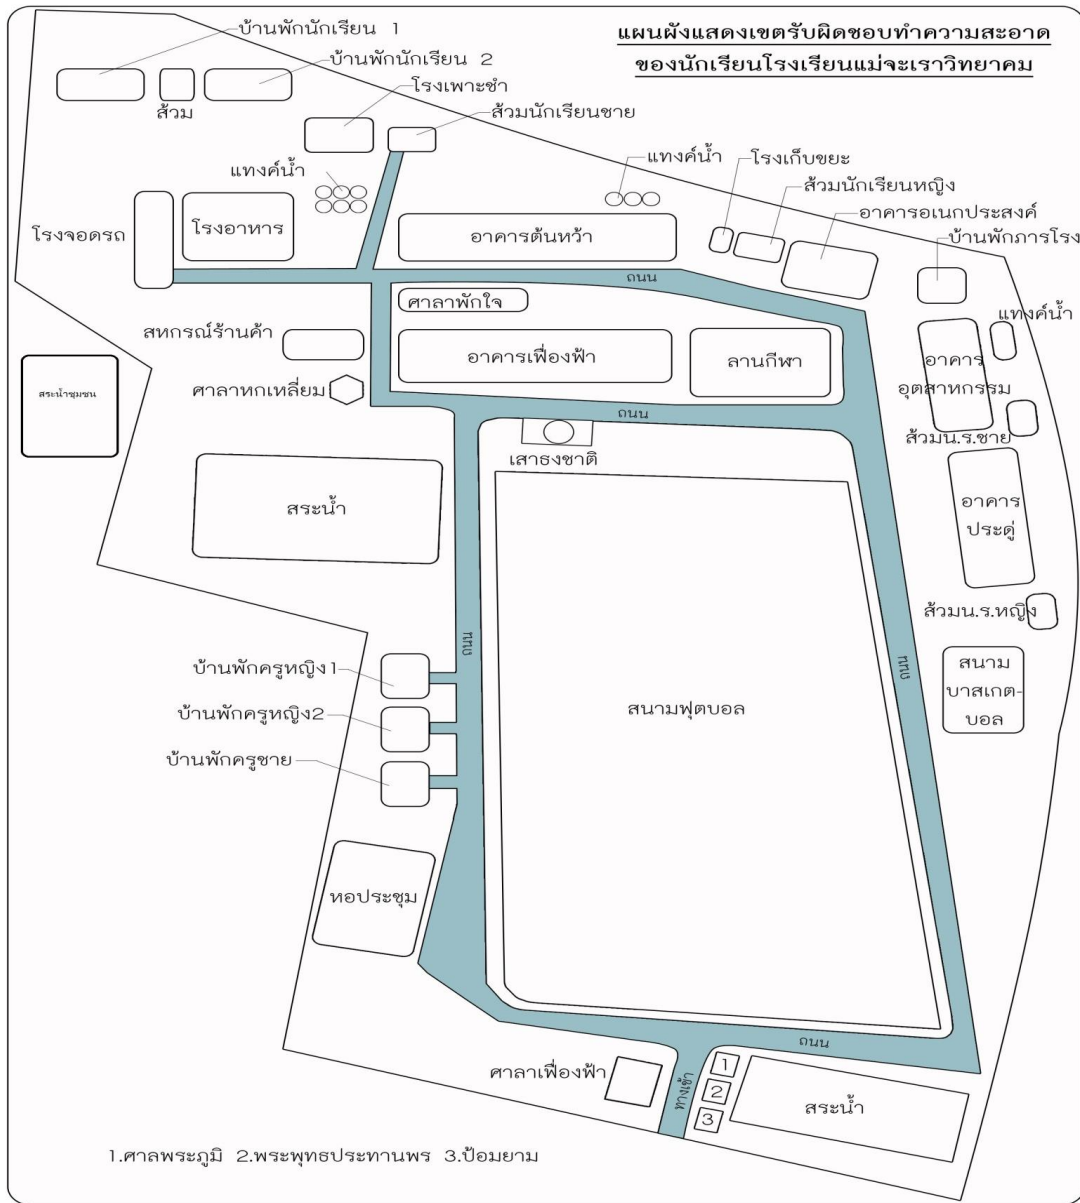 แผนผังแสดงเขตรับผิดชอบทำความสะอาด
ของนักเรียนโรงเรียนแม่จะเราวิทยาคม
บ้านพักนักเรียน 1
บ้านพักนักเรียน 2
ส้วม
โรงเพาะชำ
ส้วมนักเรียนชาย
แทงค์น้ำ
แทงค์น้ำ
โรงเก็บขยะ
ส้วมนักเรียนหญิง
อาคารอเนกประสงค์
บ้านพักภารโรง
โรงจอดรถ
โรงอาหาร
อาคารต้นหว้า
ถนน
ศาลาพักใจ
แทงค์น้ำ
สหกรณ์ร้านค้า
อาคารเฟื่องฟ้า
ลานกีฬา
อาคาร
อุตสาหกรรม
สระน้ำชุมชน
ศาลาหกเหลี่ยม
ถนน
ส้วมน.ร.ชาย
เสาธงชาติ
สระน้ำ
อาคาร
ประดู่
ส้วมน.ร.หญิง
ถนน
ถนน
บ้านพักครูหญิง1
บ้านพักครูหญิง2
บ้านพักครูชาย
สนามฟุตบอล
สนาม
บาสเกต-
บอล
หอประชุม
ถนน
ศาลาเฟื่องฟ้า
ทางเข้า
1
2
3
สระน้ำ
1.ศาลพระภูมิ 2.พระพุทธประทานพร 3.ป้อมยาม